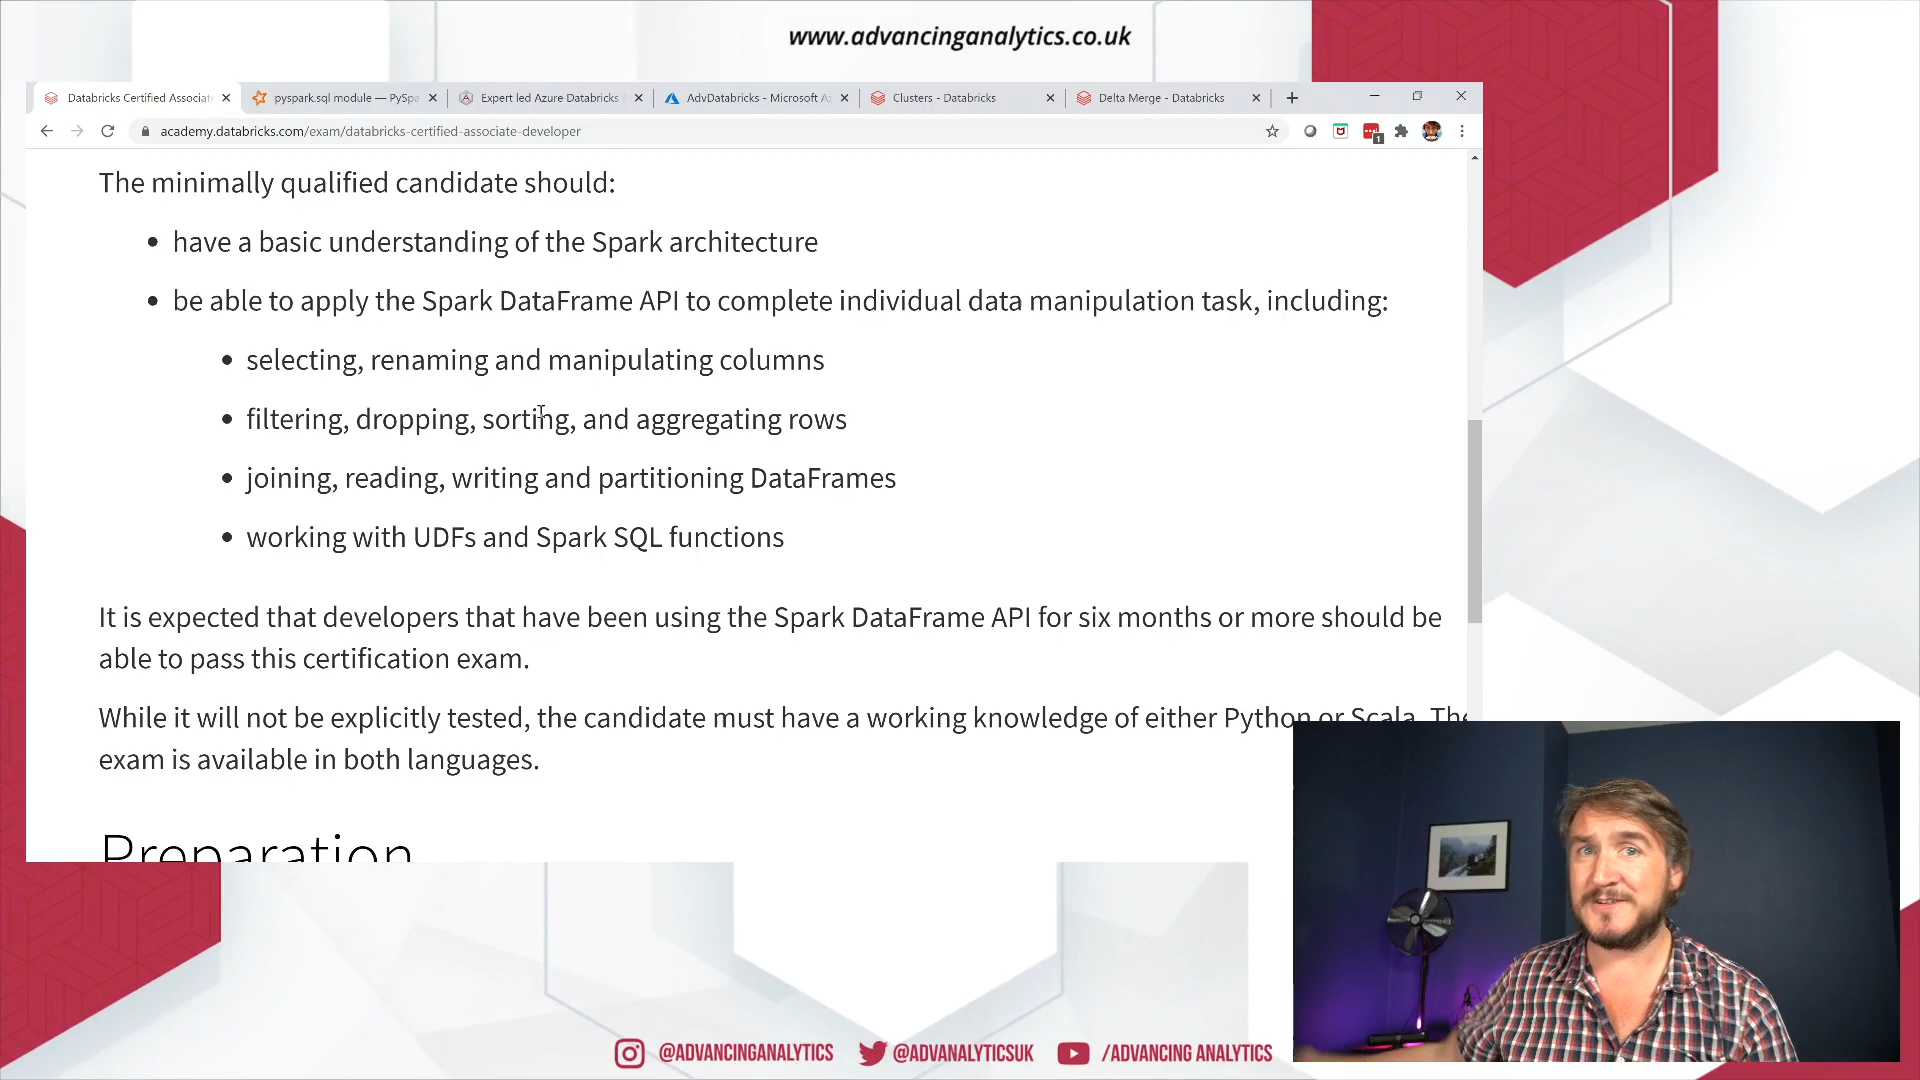 www.advancinganalytics.co.uk
Databricks Certified Associate
pyspark.sql module — PySpa
Expert led Azure Databricks
AdvDatabricks - Microsoft Az
Clusters - Databricks
Delta Merge - Databricks
academy.databricks.com/exam/databricks-certified-associate-developer
1
The minimally qualified candidate should:
• have a basic understanding of the Spark architecture
• be able to apply the Spark DataFrame API to complete individual data manipulation task, including:
• selecting, renaming and manipulating columns
• filtering, dropping, sorting, and aggregating rows
• joining, reading, writing and partitioning DataFrames
• working with UDFs and Spark SQL functions
It is expected that developers that have been using the Spark DataFrame API for six months or more should be
able to pass this certification exam.
While it will not be explicitly tested, the candidate must have a working knowledge of either Python or Scala. The
exam is available in both languages.
Preparation
@ADVANCINGANALYTICS
@ADVANALYTICSUK
/ADVANCING ANALYTICS